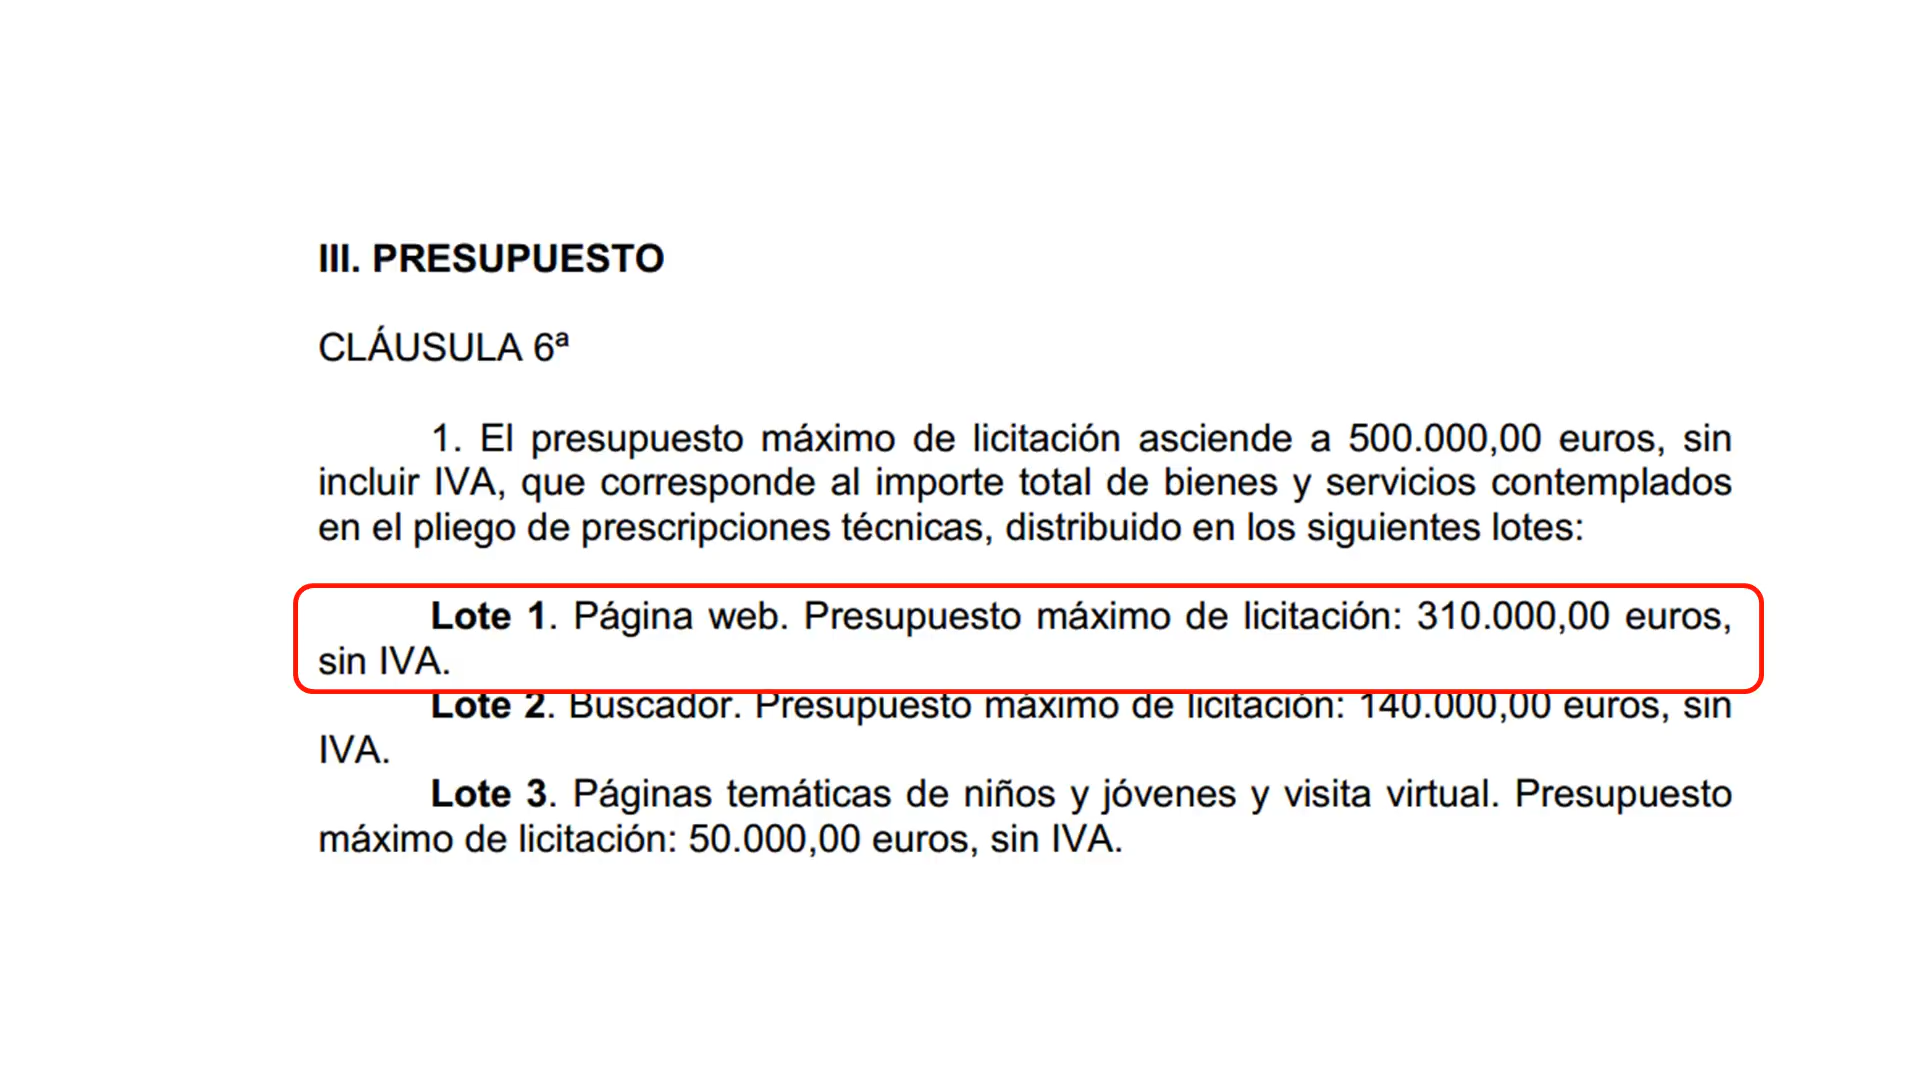 III. PRESUPUESTO
CLÁUSULA 6ª
1. El presupuesto máximo de licitación asciende a 500.000,00 euros, sin
incluir IVA, que corresponde al importe total de bienes y servicios contemplados
en el pliego de prescripciones técnicas, distribuido en los siguientes lotes:
Lote 1. Página web. Presupuesto máximo de licitación: 310.000,00 euros,
sin IVA.
Lote 2. Buscador. Presupuesto máximo de licitación: 140.000,00 euros, sin
IVA.
Lote 3. Páginas temáticas de niños y jóvenes y visita virtual. Presupuesto
máximo de licitación: 50.000,00 euros, sin IVA.